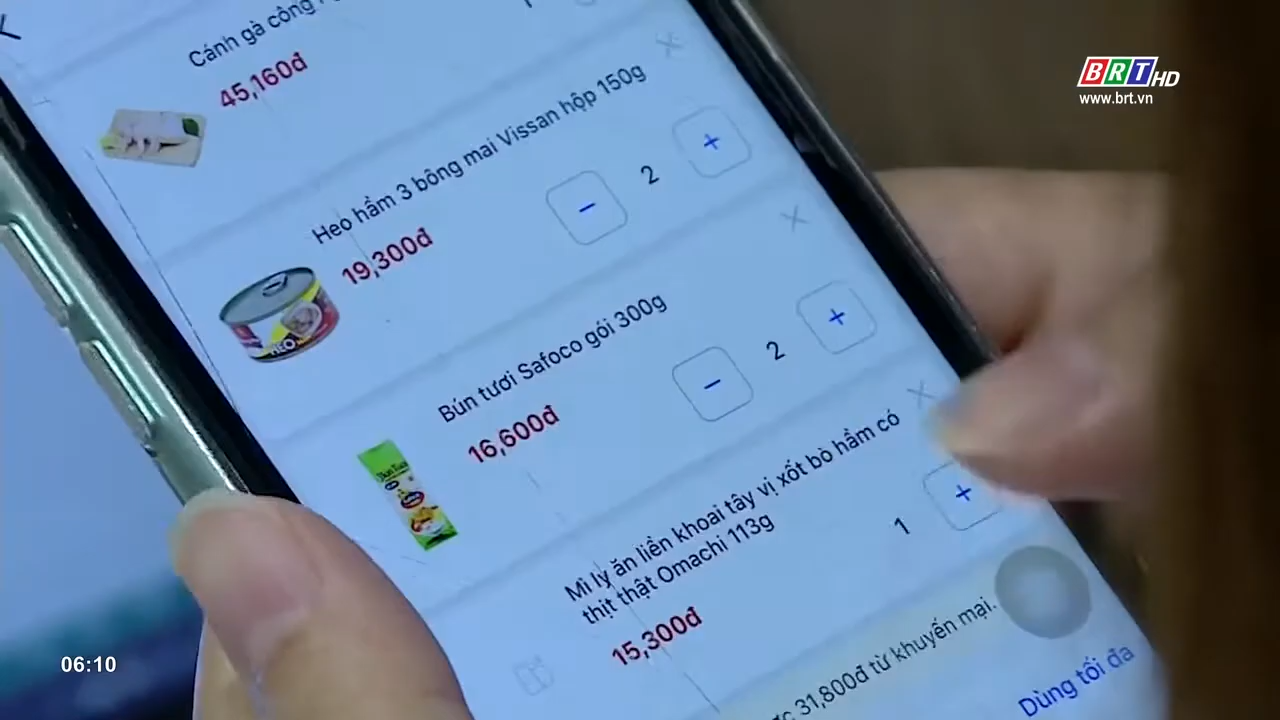 Cánh gà công
45,160đ
BRT HD
www.brt.vn
Heo hầm 3 bông mai Vissan hộp 150g
19,300đ
2
HEO
Bún tươi Safoco gói 300g
16,600đ
2
Mì ly ăn liền khoai tây vị xốt bò hầm có
thịt thật Omachi 113g
1
15,300đ
31,800đ từ khuyến mại.
Dùng tối đa
06:10